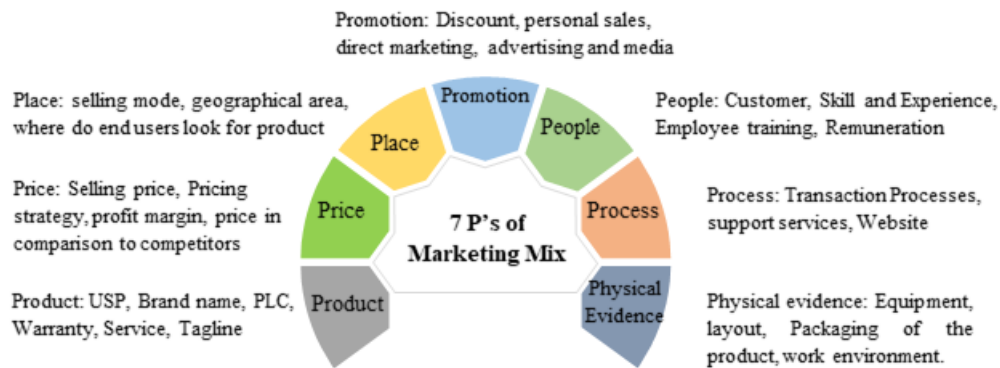 Promotion: Discount, personal sales,
direct marketing, advertising and media
Place: selling mode, geographical area,
where do end users look for product
Promotion
People: Customer, Skill and Experience,
Employee training, Remuneration
Place
People
Price: Selling price, Pricing
strategy, profit margin, price in
comparison to competitors
Price
7 P's of
Marketing Mix
Process
Process: Transaction Processes,
support services, Website
Product: USP, Brand name, PLC,
Warranty, Service, Tagline
Product
Physical
Evidence
Physical evidence: Equipment,
layout, Packaging of the
product, work environment.